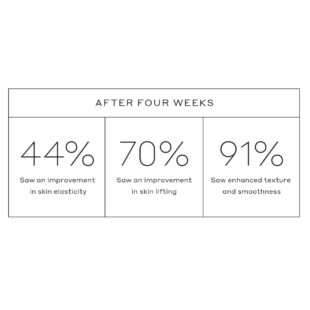 AFTER FOUR WEEKS
44% 70% 91%
Saw an improvement Saw an improvement Saw enhanced texture
in skin elasticity in skin lifting and smoothness